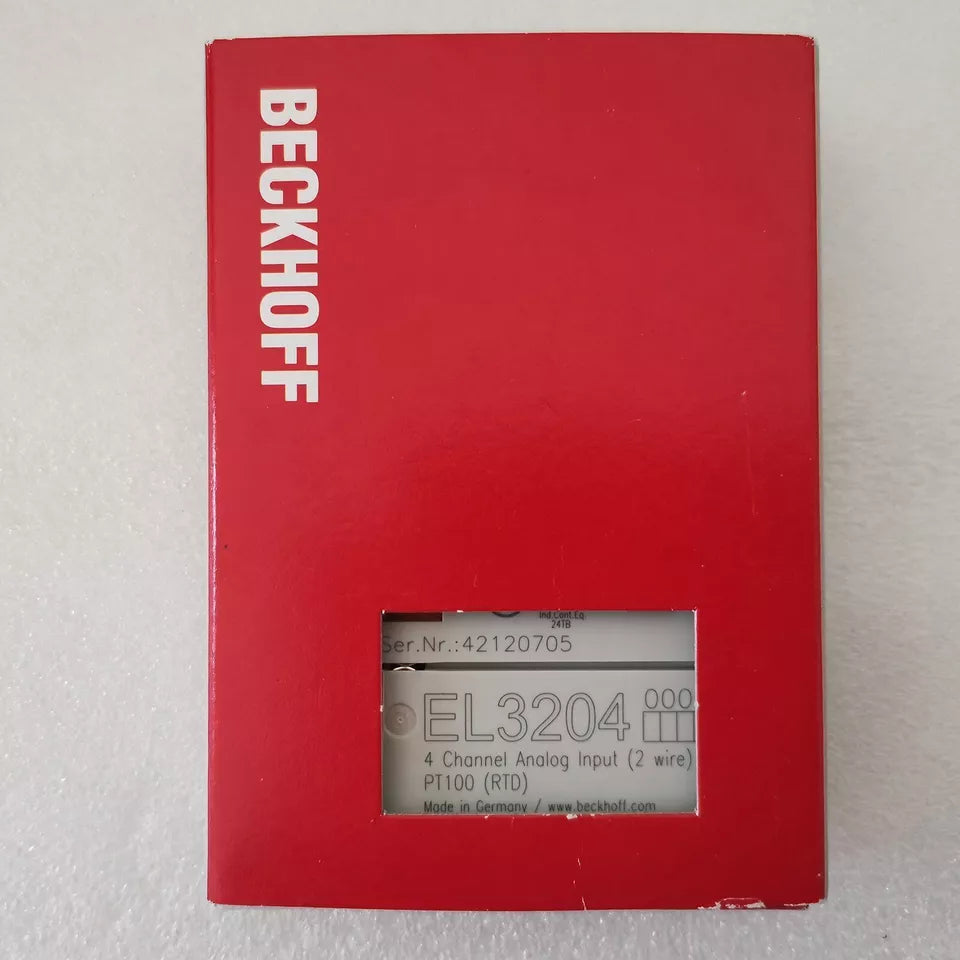 BECKHOFF
Ind.Cont.Eq.
24TB
Ser.Nr.:42120705
EL3204
000
4 Channel Analog Input (2 wire)
PT100 (RTD)
Made in Germany / www.beckhoff.com